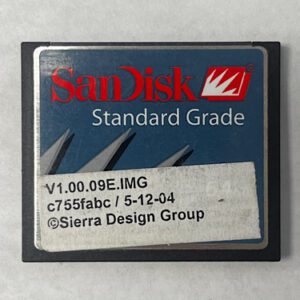 SanDisk
Standard Grade
V1.00.09E.IMG
c755fabc / 5-12-04
©Sierra Design Group